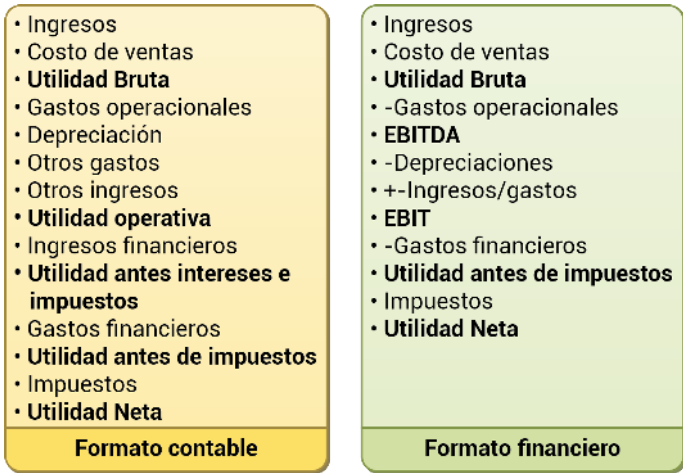 • Ingresos
• Costo de ventas
• Utilidad Bruta
• Gastos operacionales
• Depreciación
• Otros gastos
• Otros ingresos
• Utilidad operativa
• Ingresos financieros
• Utilidad antes intereses e
impuestos
• Gastos financieros
• Utilidad antes de impuestos
• Impuestos
• Utilidad Neta
Formato contable
• Ingresos
• Costo de ventas
• Utilidad Bruta
• -Gastos operacionales
• EBITDA
• -Depreciaciones
• +-Ingresos/gastos
• EBIT
• -Gastos financieros
• Utilidad antes de impuestos
• Impuestos
• Utilidad Neta
Formato financiero